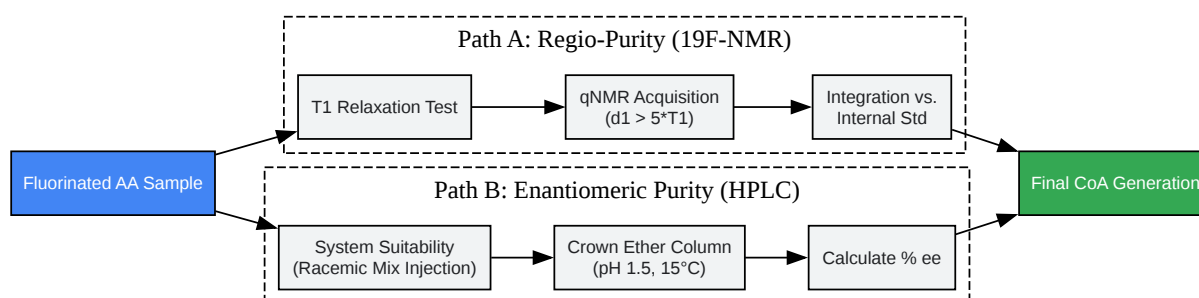 Path A: Regio-Purity (19F-NMR)
T1 Relaxation Test
qNMR Acquisition
(d1 > 5*T1)
Integration vs.
Internal Std
Fluorinated AA Sample
Final CoA Generation
Path B: Enantiomeric Purity (HPLC)
System Suitability
(Racemic Mix Injection)
Crown Ether Column
(pH 1.5, 15°C)
Calculate % ee